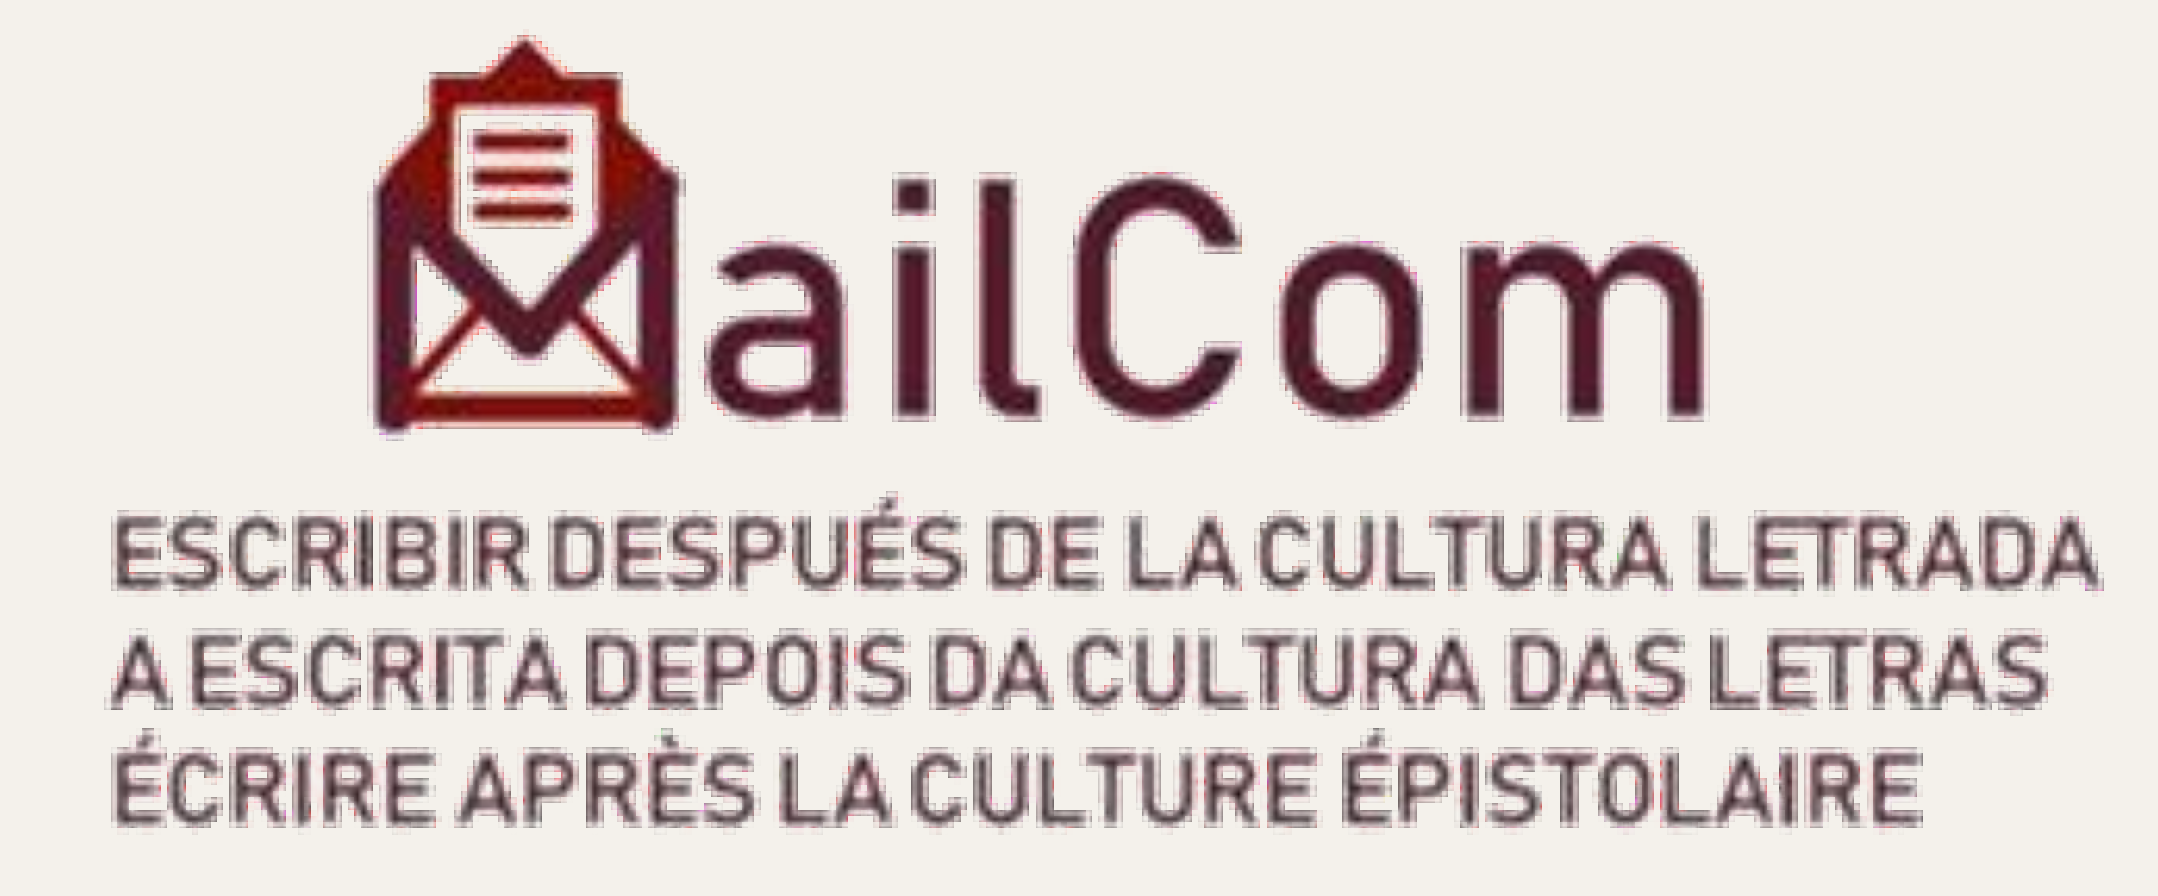 MailCom
ESCRIBIR DESPUÉS DE LA CULTURA LETRADA
A ESCRITA DEPOIS DA CULTURA DAS LETRAS
ÉCRIRE APRÈS LA CULTURE ÉPISTOLAIRE